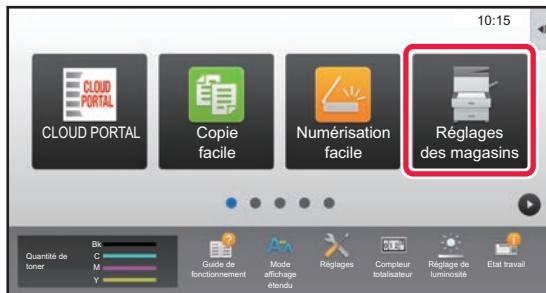 10:15
CLOUD
PORTAL
CLOUD PORTAL
Copie
facile
Numérisation
facile
Réglages
des magasins
Quantité de
toner
Bk
C
M
Y
Guide de
fonctionnement
Mode
affichage
étendu
Réglages
Compteur
totalisateur
Réglage de
luminosité
Etat travail